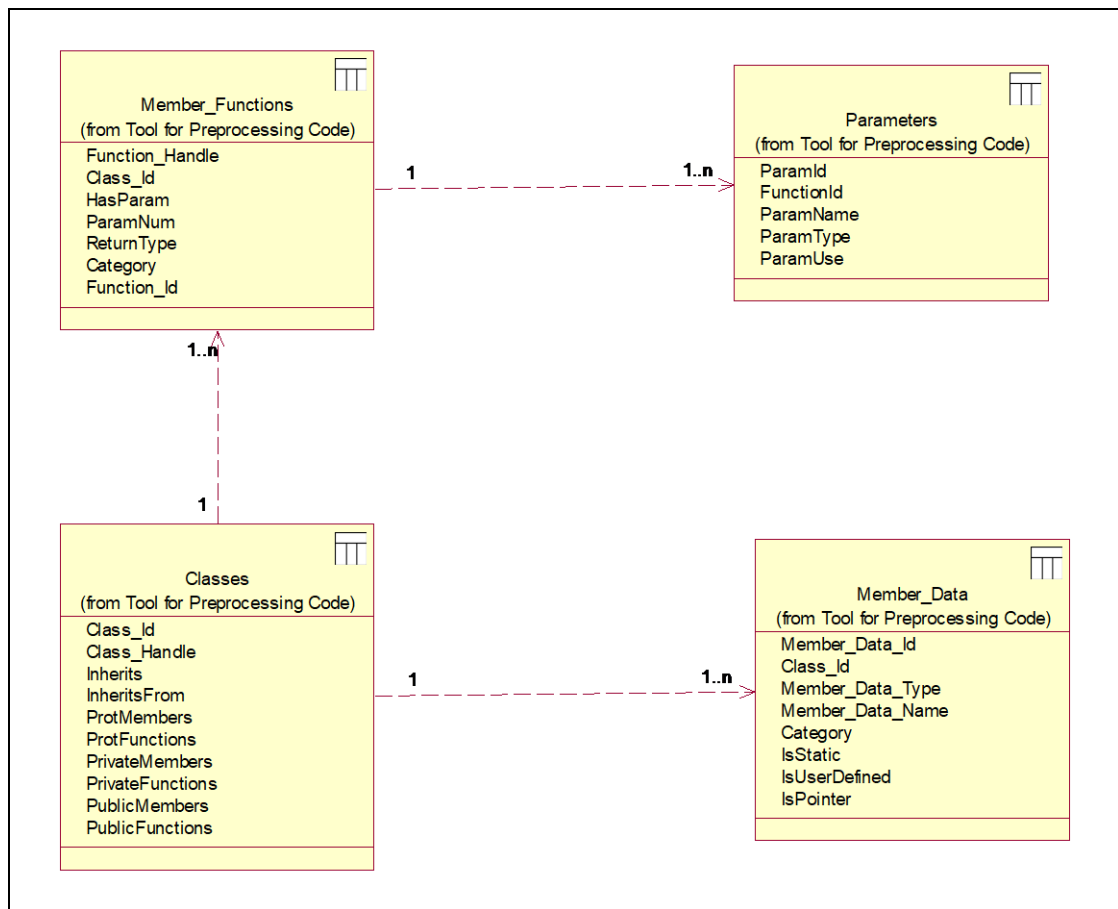 Member_Functions
(from Tool for Preprocessing Code)
Function_Handle
Class_Id
HasParam
ParamNum
ReturnType
Category
Function_Id
1
1..n
Parameters
(from Tool for Preprocessing Code)
ParamId
FunctionId
ParamName
ParamType
ParamUse
1..n
1
Classes
(from Tool for Preprocessing Code)
Class_Id
Class_Handle
Inherits
InheritsFrom
ProtMembers
ProtFunctions
PrivateMembers
PrivateFunctions
PublicMembers
PublicFunctions
1
1..n
Member_Data
(from Tool for Preprocessing Code)
Member_Data_Id
Class_Id
Member_Data_Type
Member_Data_Name
Category
IsStatic
IsUserDefined
IsPointer